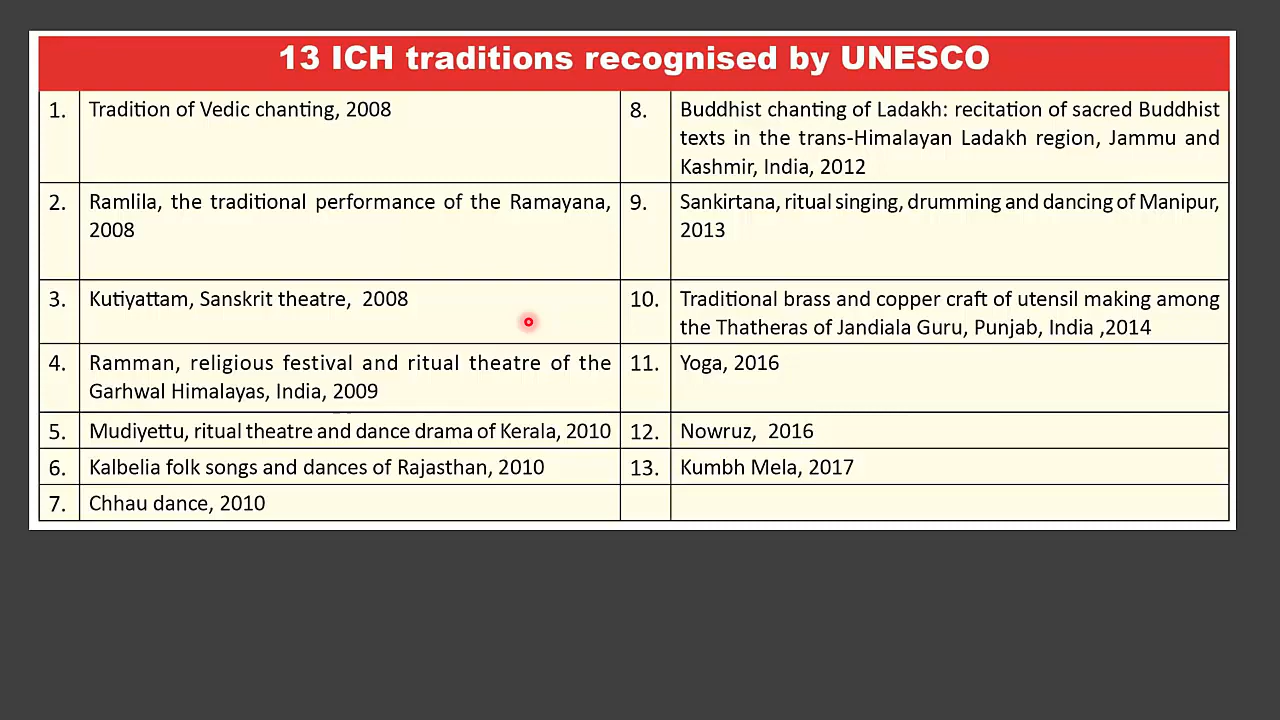 13 ICH traditions recognised by UNESCO
1. Tradition of Vedic chanting, 2008
2. Ramlila, the traditional performance of the Ramayana,
2008
3. Kutiyattam, Sanskrit theatre, 2008
4. Ramman, religious festival and ritual theatre of the
Garhwal Himalayas, India, 2009
5. Mudiyettu, ritual theatre and dance drama of Kerala, 2010
6. Kalbelia folk songs and dances of Rajasthan, 2010
7. Chhau dance, 2010
8. Buddhist chanting of Ladakh: recitation of sacred Buddhist
texts in the trans-Himalayan Ladakh region, Jammu and
Kashmir, India, 2012
9. Sankirtana, ritual singing, drumming and dancing of Manipur,
2013
10. Traditional brass and copper craft of utensil making among
the Thatheras of Jandiala Guru, Punjab, India ,2014
11. Yoga, 2016
12. Nowruz, 2016
13. Kumbh Mela, 2017